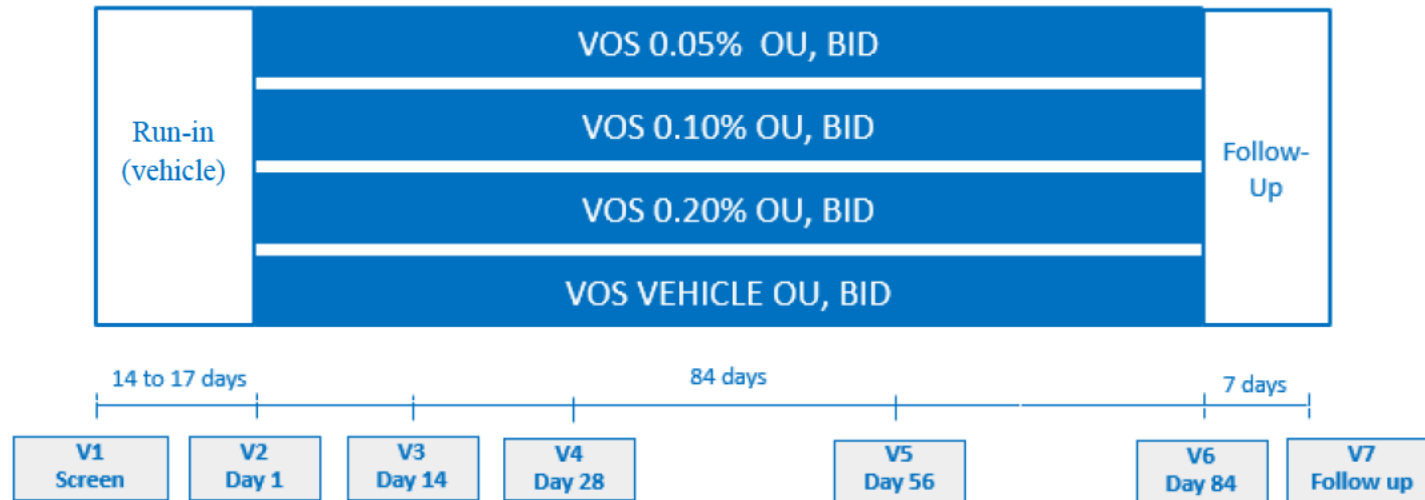 VOS 0.05%  OU, BID
VOS 0.10% OU, BID
Run-in
(vehicle)
Follow-
Up
VOS 0.20% OU, BID
VOS VEHICLE OU, BID
14 to 17 days
84 days
7 days
V1
Screen
V2
Day 1
V3
Day 14
V4
Day 28
V5
Day 56
V6
Day 84
V7
Follow up